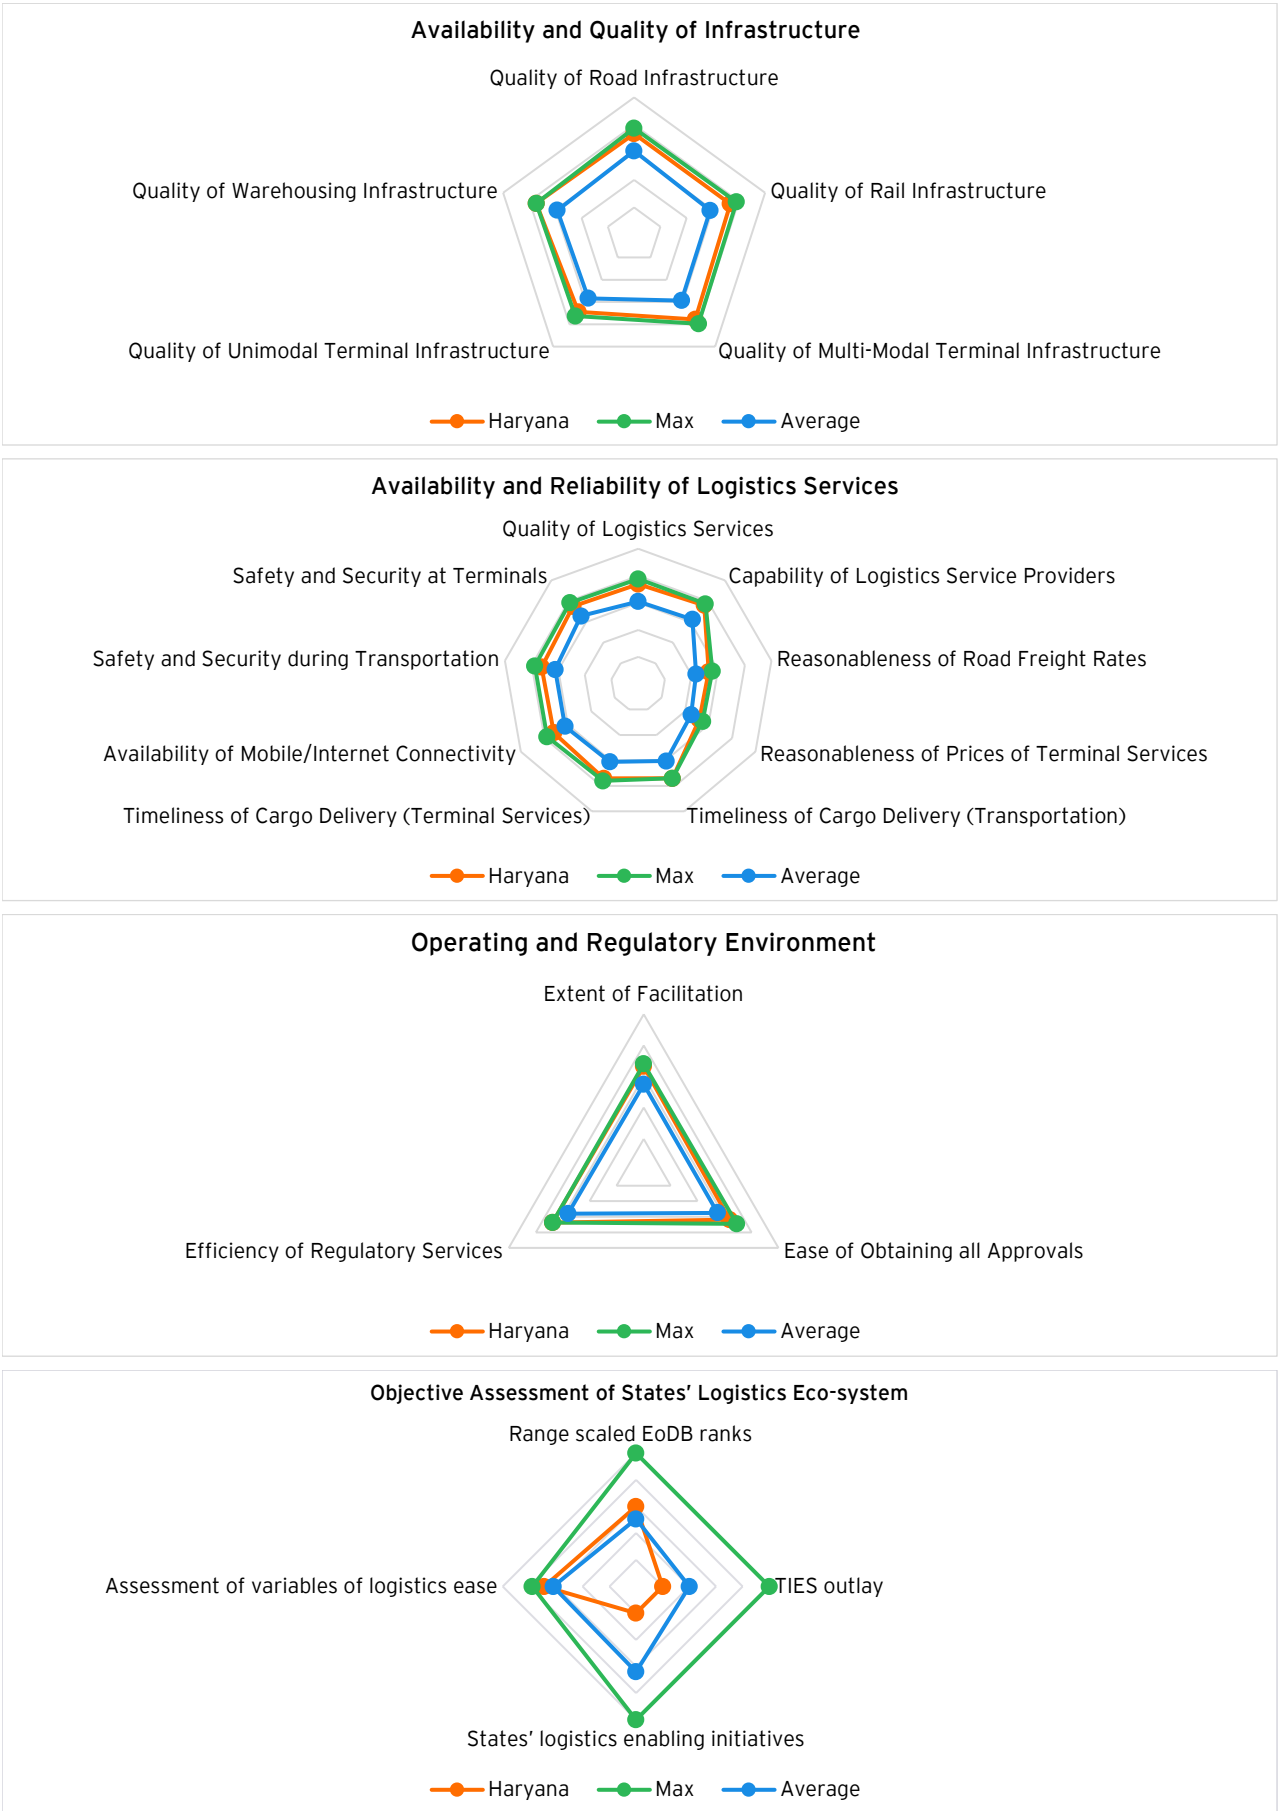 Availability and Quality of Infrastructure
Quality of Road Infrastructure
Quality of Warehousing Infrastructure
Quality of Rail Infrastructure
Quality of Unimodal Terminal Infrastructure
Quality of Multi-Modal Terminal Infrastructure
Haryana Max Average
Availability and Reliability of Logistics Services
Quality of Logistics Services
Safety and Security at Terminals
Capability of Logistics Service Providers
Safety and Security during Transportation
Reasonableness of Road Freight Rates
Availability of Mobile/Internet Connectivity
Reasonableness of Prices of Terminal Services
Timeliness of Cargo Delivery (Terminal Services)
Timeliness of Cargo Delivery (Transportation)
Haryana Max Average
Operating and Regulatory Environment
Extent of Facilitation
Efficiency of Regulatory Services
Ease of Obtaining all Approvals
Haryana Max Average
Objective Assessment of States’ Logistics Eco-system
Range scaled EoDB ranks
Assessment of variables of logistics ease
TIES outlay
States’ logistics enabling initiatives
Haryana Max Average